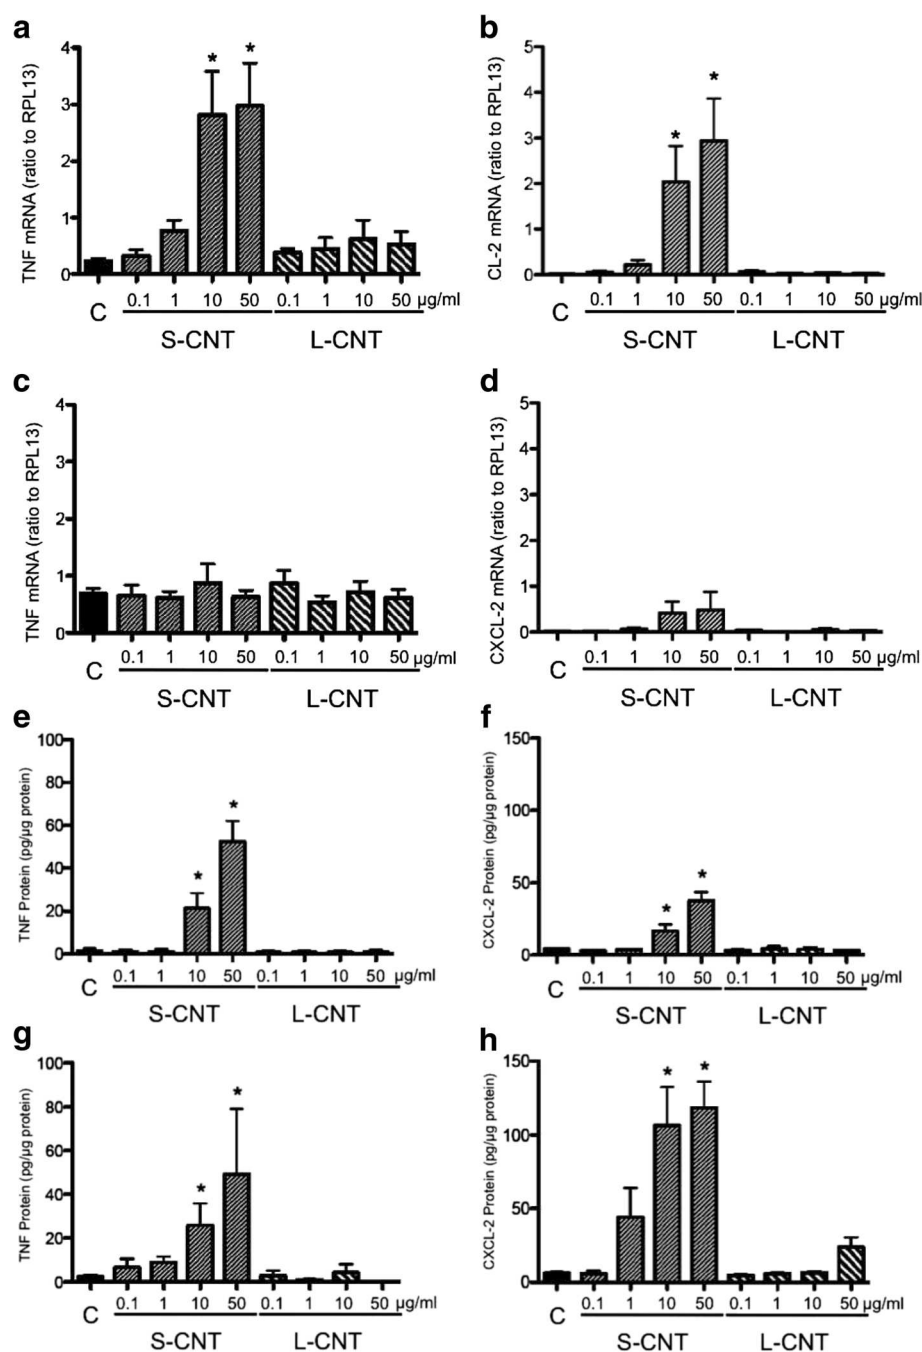 a
TNF mRNA (ratio to RPL13)
4
3
2
1
0
* *
C 0.1 1 10 50 0.1 1 10 50 µg/ml
S-CNT L-CNT
b
CL-2 mRNA (ratio to RPL13)
5
4
3
2
1
0
* *
C 0.1 1 10 50 0.1 1 10 50 µg/ml
S-CNT L-CNT
c
TNF mRNA (ratio to RPL13)
4
3
2
1
0
C 0.1 1 10 50 0.1 1 10 50 µg/ml
S-CNT L-CNT
d
CXCL-2 mRNA (ratio to RPL13)
5
4
3
2
1
0
C 0.1 1 10 50 0.1 1 10 50 µg/ml
S-CNT L-CNT
e
TNF Protein (pg/µg protein)
100
80
60
40
20
0
* *
C 0.1 1 10 50 0.1 1 10 50 µg/ml
S-CNT L-CNT
f
CXCL-2 Protein (pg/µg protein)
150
100
50
0
* *
C 0.1 1 10 50 0.1 1 10 50 µg/ml
S-CNT L-CNT
g
TNF Protein (pg/µg protein)
100
80
60
40
20
0
* *
C 0.1 1 10 50 0.1 1 10 50 µg/ml
S-CNT L-CNT
h
CXCL-2 Protein (pg/µg protein)
150
100
50
0
* *
C 0.1 1 10 50 0.1 1 10 50 µg/ml
S-CNT L-CNT